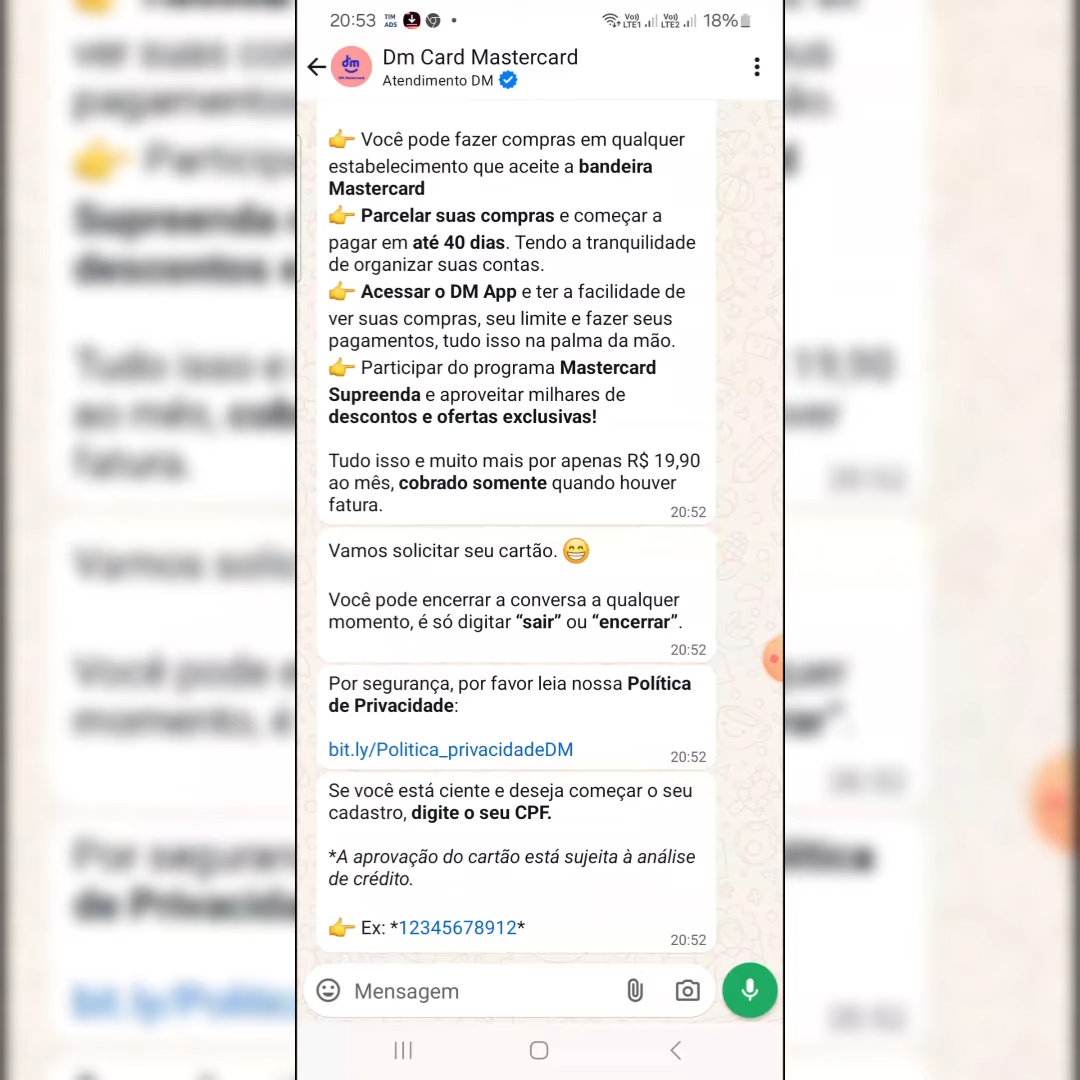 20:53 TIM ADS Vo)) LTE1 Vo)) LTE2 18%
Dm Card Mastercard
Atendimento DM
dm
👉 Você pode fazer compras em qualquer
estabelecimento que aceite a bandeira
Mastercard
👉 Parcelar suas compras e começar a
pagar em até 40 dias. Tendo a tranquilidade
de organizar suas contas.
👉 Acessar o DM App e ter a facilidade de
ver suas compras, seu limite e fazer seus
pagamentos, tudo isso na palma da mão.
👉 Participar do programa Mastercard
Supreenda e aproveitar milhares de
descontos e ofertas exclusivas!
Tudo isso e muito mais por apenas R$ 19,90
ao mês, cobrado somente quando houver
fatura.
20:52
Vamos solicitar seu cartão. 😁
Você pode encerrar a conversa a qualquer
momento, é só digitar “sair” ou “encerrar”.
20:52
Por segurança, por favor leia nossa Política
de Privacidade:
bit.ly/Politica_privacidadeDM
20:52
Se você está ciente e deseja começar o seu
cadastro, digite o seu CPF.
*A aprovação do cartão está sujeita à análise
de crédito.
👉 Ex: *12345678912*
20:52
Mensagem